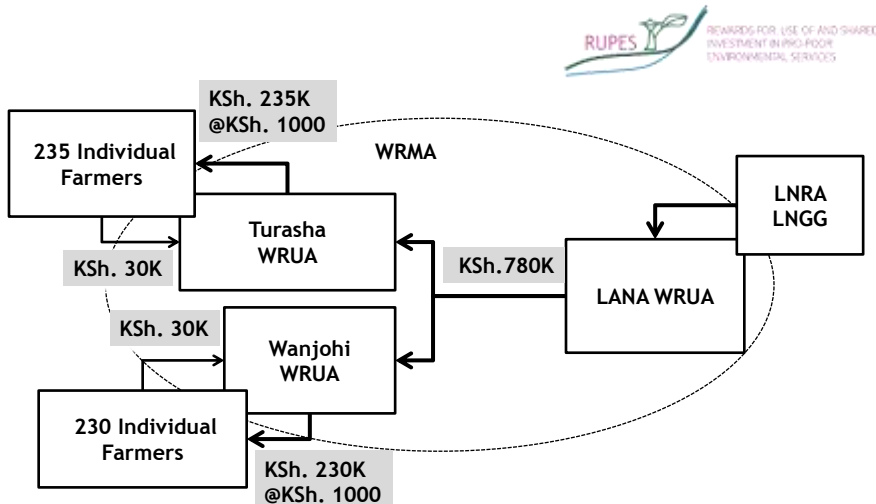 RUPES
REWARDS FOR USE OF AND SHARED
INVESTMENT IN PRO-POOR
ENVIRONMENTAL SERVICES
KSh. 235K
@KSh. 1000
235 Individual
Farmers
WRMA
LNRA
LNGG
Turasha
WRUA
KSh. 30K
KSh.780K
LANA WRUA
KSh. 30K
Wanjohi
WRUA
230 Individual
Farmers
KSh. 230K
@KSh. 1000